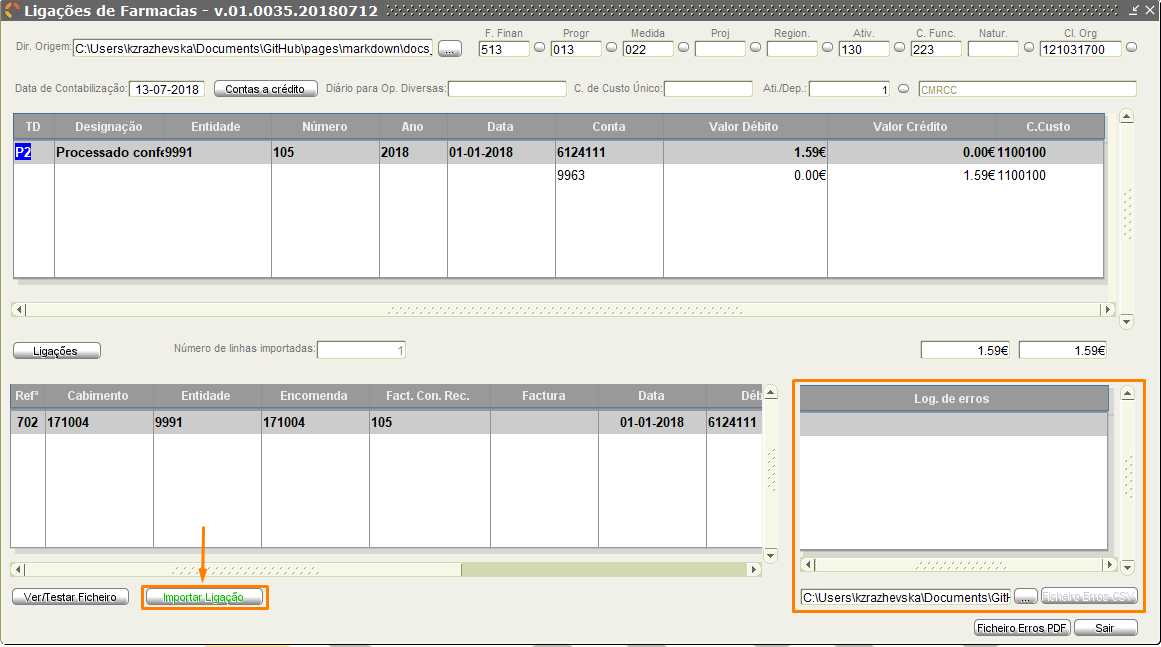 Ligações de Farmacias - v.01.0035.20180712
F. Finan Progr Medida Proj Region. Ativ. C. Func. Natur. Cl. Org
Dir. Origem: C:\Users\kzrazhevska\Documents\GitHub\pages\markdown\docs_ ... 513 013 022 130 223 121031700
Data de Contabilização: 13-07-2018 Contas a crédito Diário para Op. Diversas: C. de Custo Único: Ati./Dep.: 1 CMRCC
TD Designação Entidade Número Ano Data Conta Valor Débito Valor Crédito C.Custo
P2 Processado confe 9991 105 2018 01-01-2018 6124111 1.59€ 0.00€ 1100100
9963 0.00€ 1.59€ 1100100
Ligações Número de linhas importadas: 1 1.59€ 1.59€
Refª Cabimento Entidade Encomenda Fact. Con. Rec. Factura Data Déb
702 171004 9991 171004 105 01-01-2018 6124111
Log. de erros
Ver/Testar Ficheiro Importar Ligação
C:\Users\kzrazhevska\Documents\GitH ... Ficheiro Erros CSV
Ficheiro Erros PDF Sair